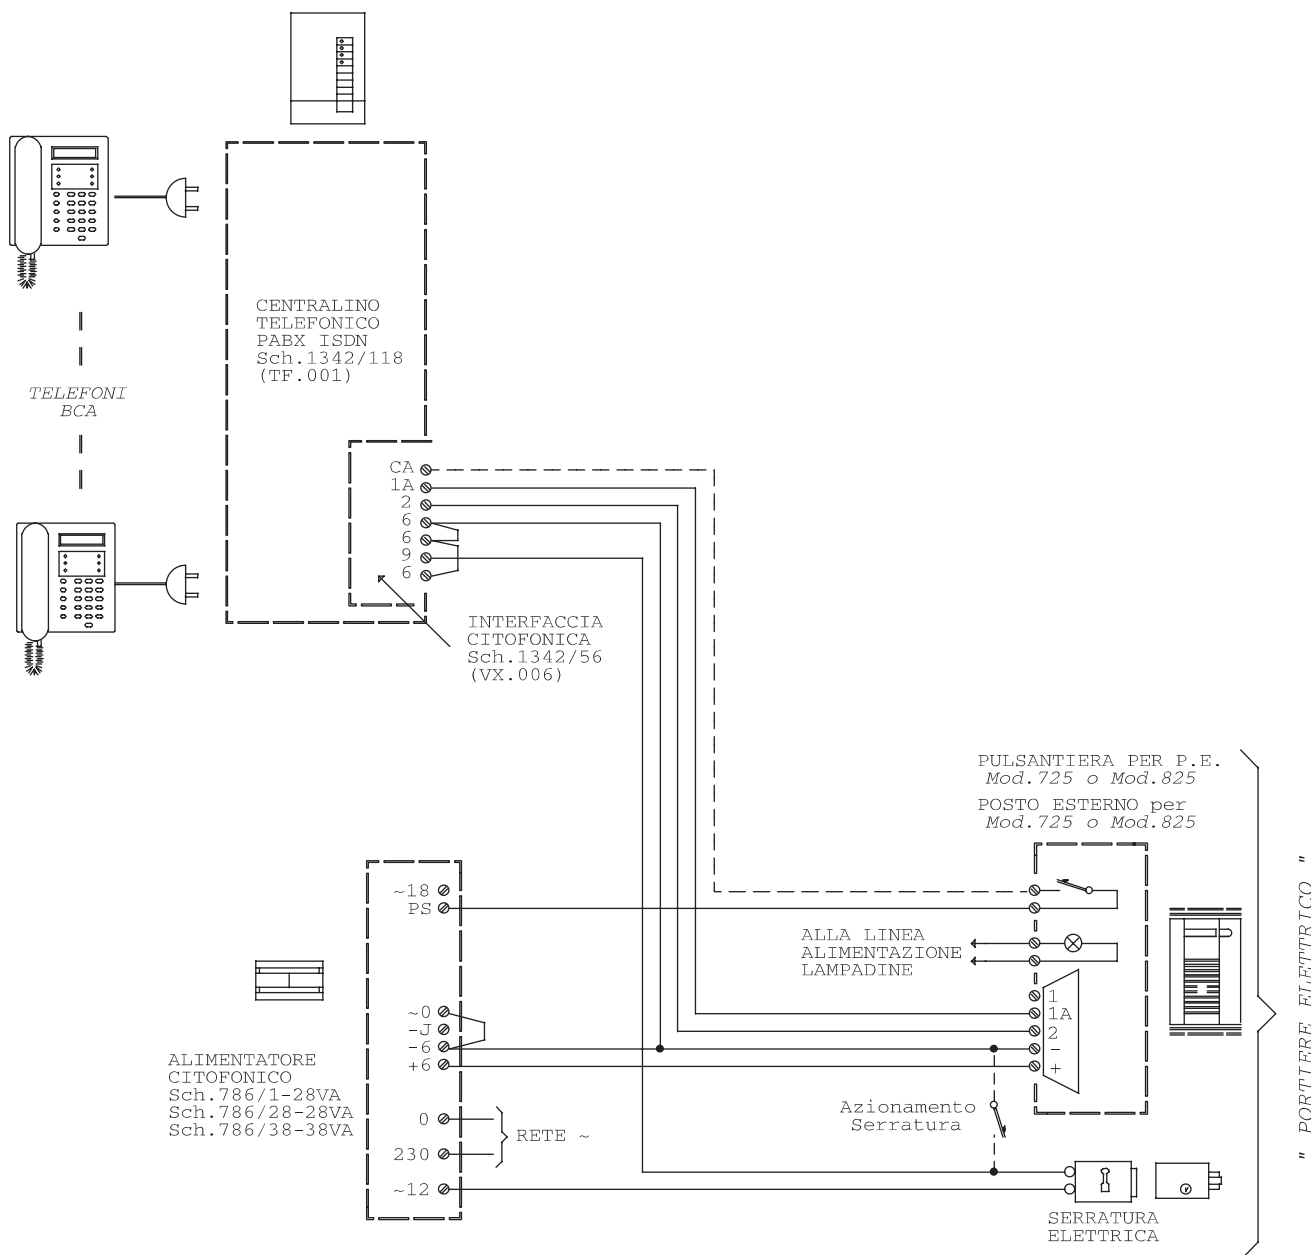 CENTRALINO
TELEFONICO
PABX ISDN
Sch.1342/118
(TF.001)
TELEFONI
BCA
CA
1A
2
6
6
9
6
INTERFACCIA
CITOFONICA
Sch.1342/56
(VX.006)
PULSANTIERA PER P.E.
Mod.725 o Mod.825
POSTO ESTERNO per
Mod.725 o Mod.825
~18
PS
~0
-J
-6
+6
0
230
~12
RETE ~
ALIMENTATORE
CITOFONICO
Sch.786/1-28VA
Sch.786/28-28VA
Sch.786/38-38VA
ALLA LINEA
ALIMENTAZIONE
LAMPADINE
1
1A
2
-
+
Azionamento
Serratura
SERRATURA
ELETTRICA
" PORTIERE ELETTRICO "